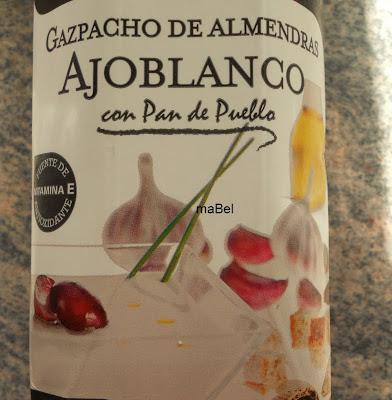 GAZPACHO DE ALMENDRAS
AJOBLANCO
con Pan de Pueblo
FUENTE DE
VITAMINA E
ANTIOXIDANTE
maBel